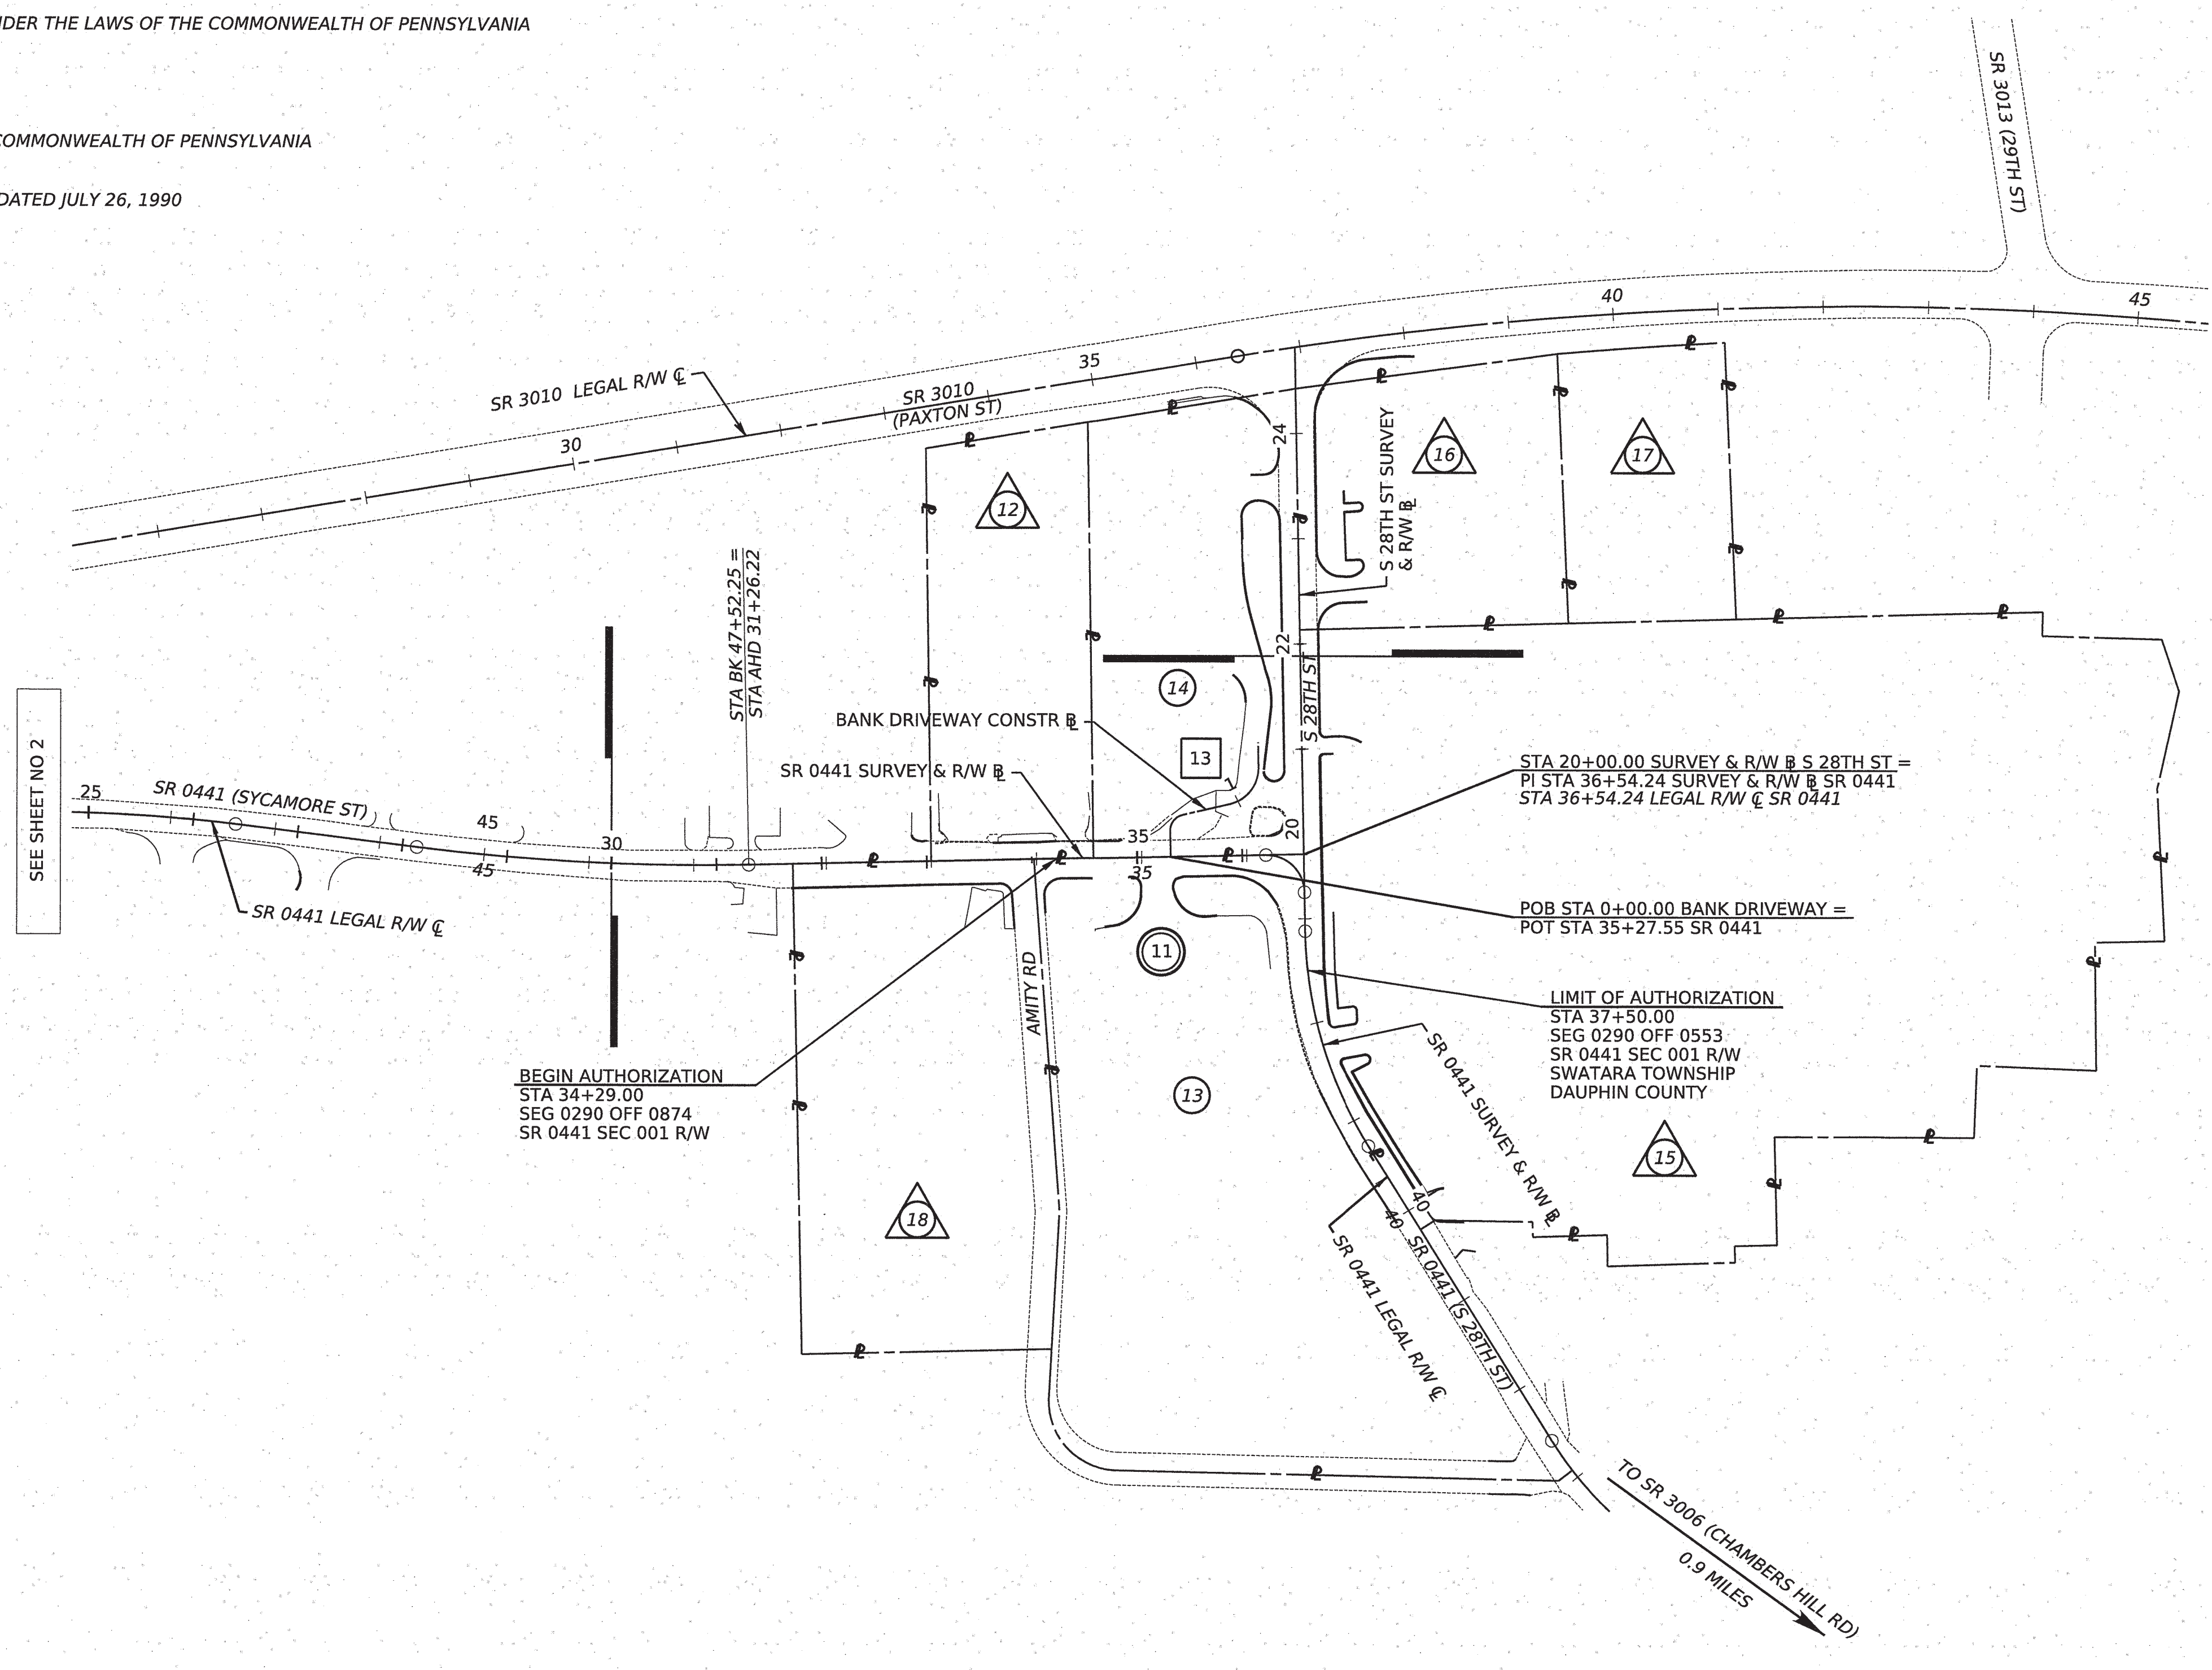 DER THE LAWS OF THE COMMONWEALTH OF PENNSYLVANIA
COMMONWEALTH OF PENNSYLVANIA
DATED JULY 26, 1990
SR 3013 (29TH ST)
40
45
35
SR 3010 LEGAL R/W ℄
SR 3010
(PAXTON ST)
30
24
S 28TH ST SURVEY
& R/W BL
16
17
12
STA BK 47+52.25 =
STA AHD 31+26.22
22
S 28TH ST
14
BANK DRIVEWAY CONSTR BL
13
1
SEE SHEET NO 2
SR 0441 SURVEY & R/W BL
STA 20+00.00 SURVEY & R/W BL S 28TH ST =
PI STA 36+54.24 SURVEY & R/W BL SR 0441
STA 36+54.24 LEGAL R/W ℄ SR 0441
25
SR 0441 (SYCAMORE ST)
45
30
35
20
45
35
SR 0441 LEGAL R/W ℄
POB STA 0+00.00 BANK DRIVEWAY =
POT STA 35+27.55 SR 0441
11
AMITY RD
LIMIT OF AUTHORIZATION
STA 37+50.00
SEG 0290 OFF 0553
SR 0441 SEC 001 R/W
SWATARA TOWNSHIP
DAUPHIN COUNTY
BEGIN AUTHORIZATION
STA 34+29.00
SEG 0290 OFF 0874
SR 0441 SEC 001 R/W
13
SR 0441 SURVEY & R/W BL
15
18
40
40
SR 0441 LEGAL R/W ℄
SR 0441 (S 28TH ST)
TO SR 3006 (CHAMBERS HILL RD)
0.9 MILES